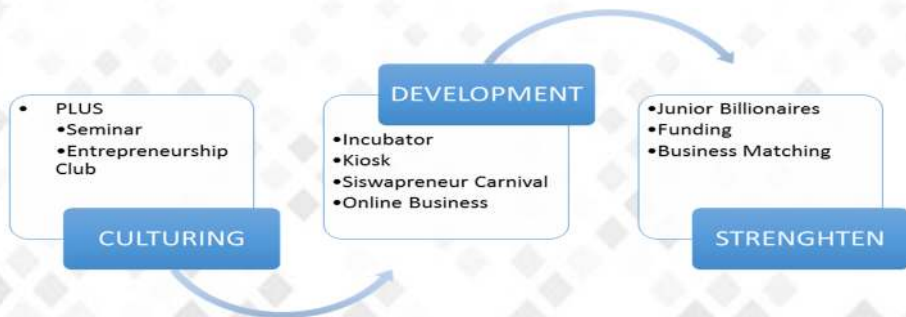 • PLUS
•Seminar
•Entrepreneurship
Club
CULTURING
DEVELOPMENT
•Incubator
•Kiosk
•Siswapreneur Carnival
•Online Business
•Junior Billionaires
•Funding
•Business Matching
STRENGHTEN